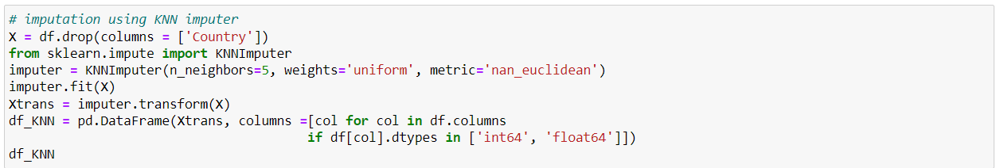 # imputation using KNN imputer
X = df.drop(columns = ['Country'])
from sklearn.impute import KNNImputer
imputer = KNNImputer(n_neighbors=5, weights='uniform', metric='nan_euclidean')
imputer.fit(X)
Xtrans = imputer.transform(X)
df_KNN = pd.DataFrame(Xtrans, columns =[col for col in df.columns
                                        if df[col].dtypes in ['int64', 'float64']])
df_KNN